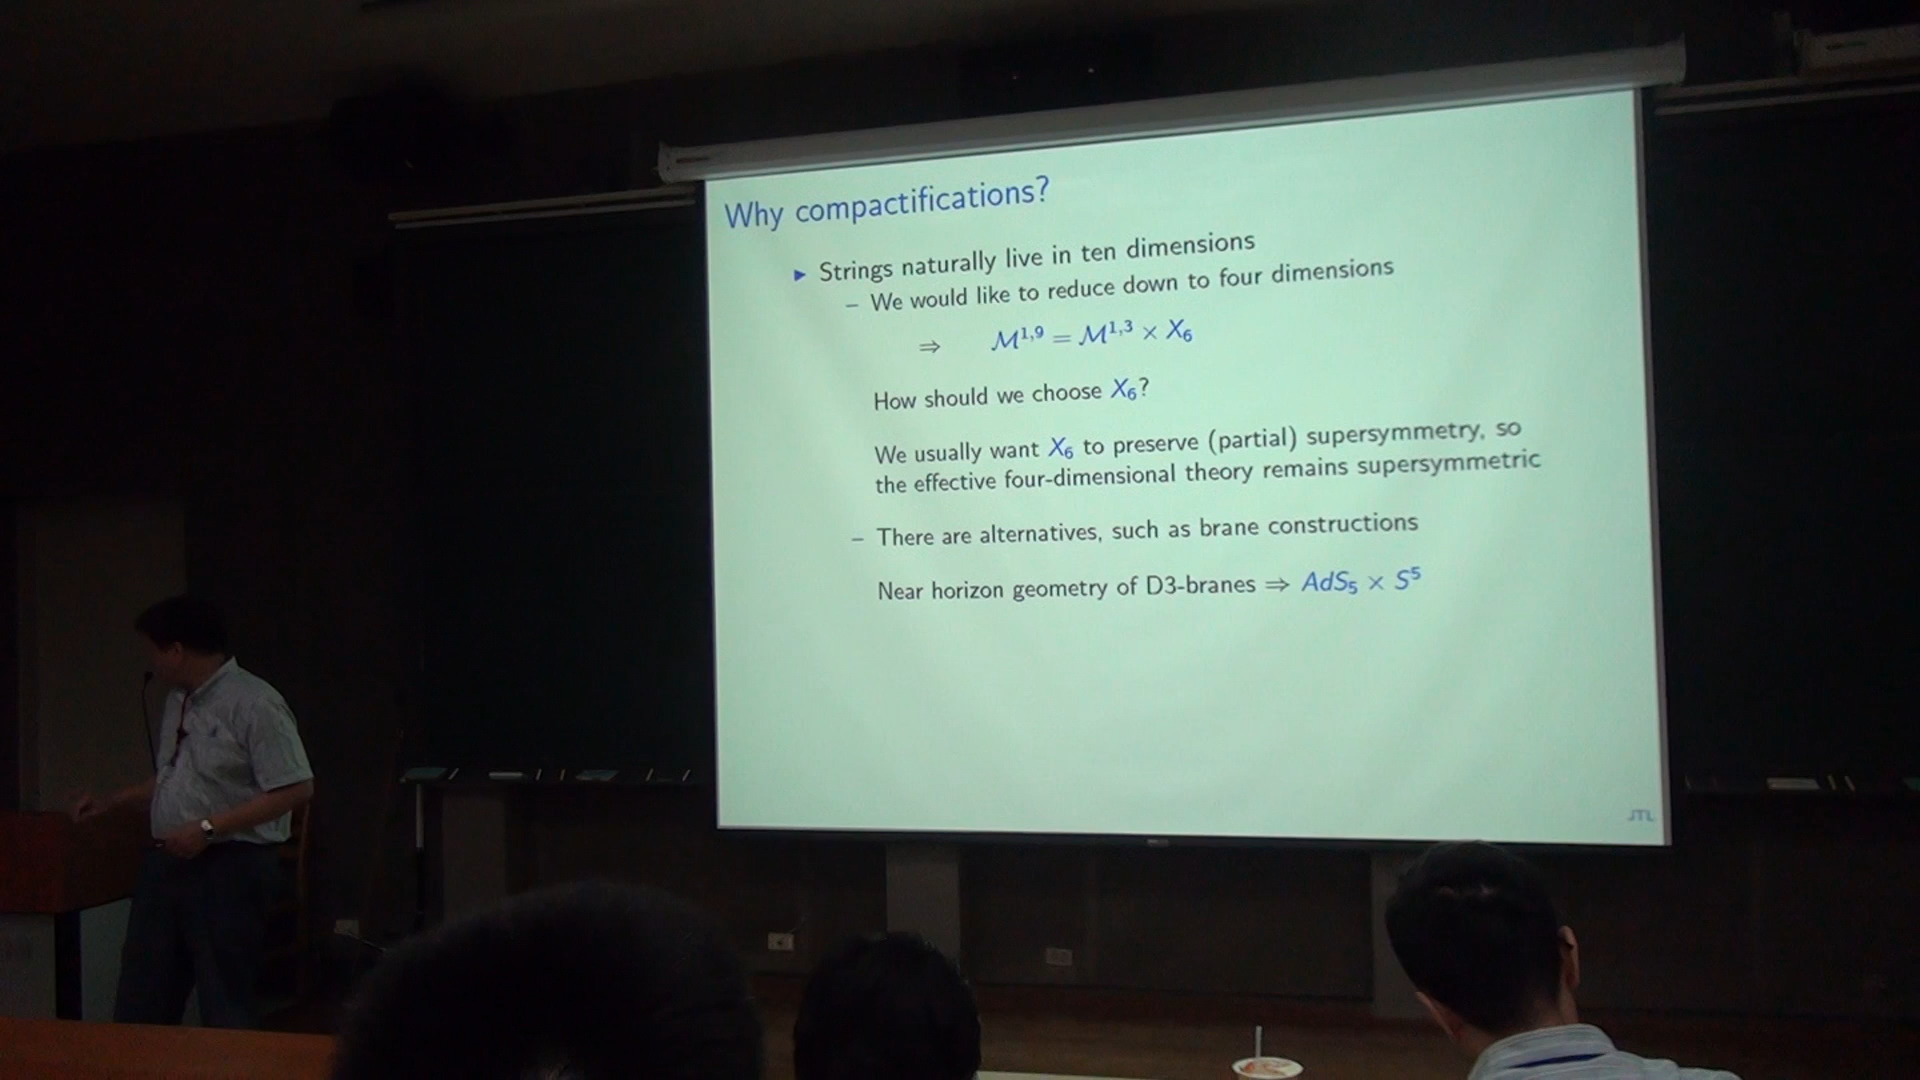 Why compactifications?
▶ Strings naturally live in ten dimensions
– We would like to reduce down to four dimensions
⇒ M^{1,9} = M^{1,3} × X_6
How should we choose X_6?
We usually want X_6 to preserve (partial) supersymmetry, so
the effective four-dimensional theory remains supersymmetric
– There are alternatives, such as brane constructions
Near horizon geometry of D3-branes ⇒ AdS_5 × S^5
JTL